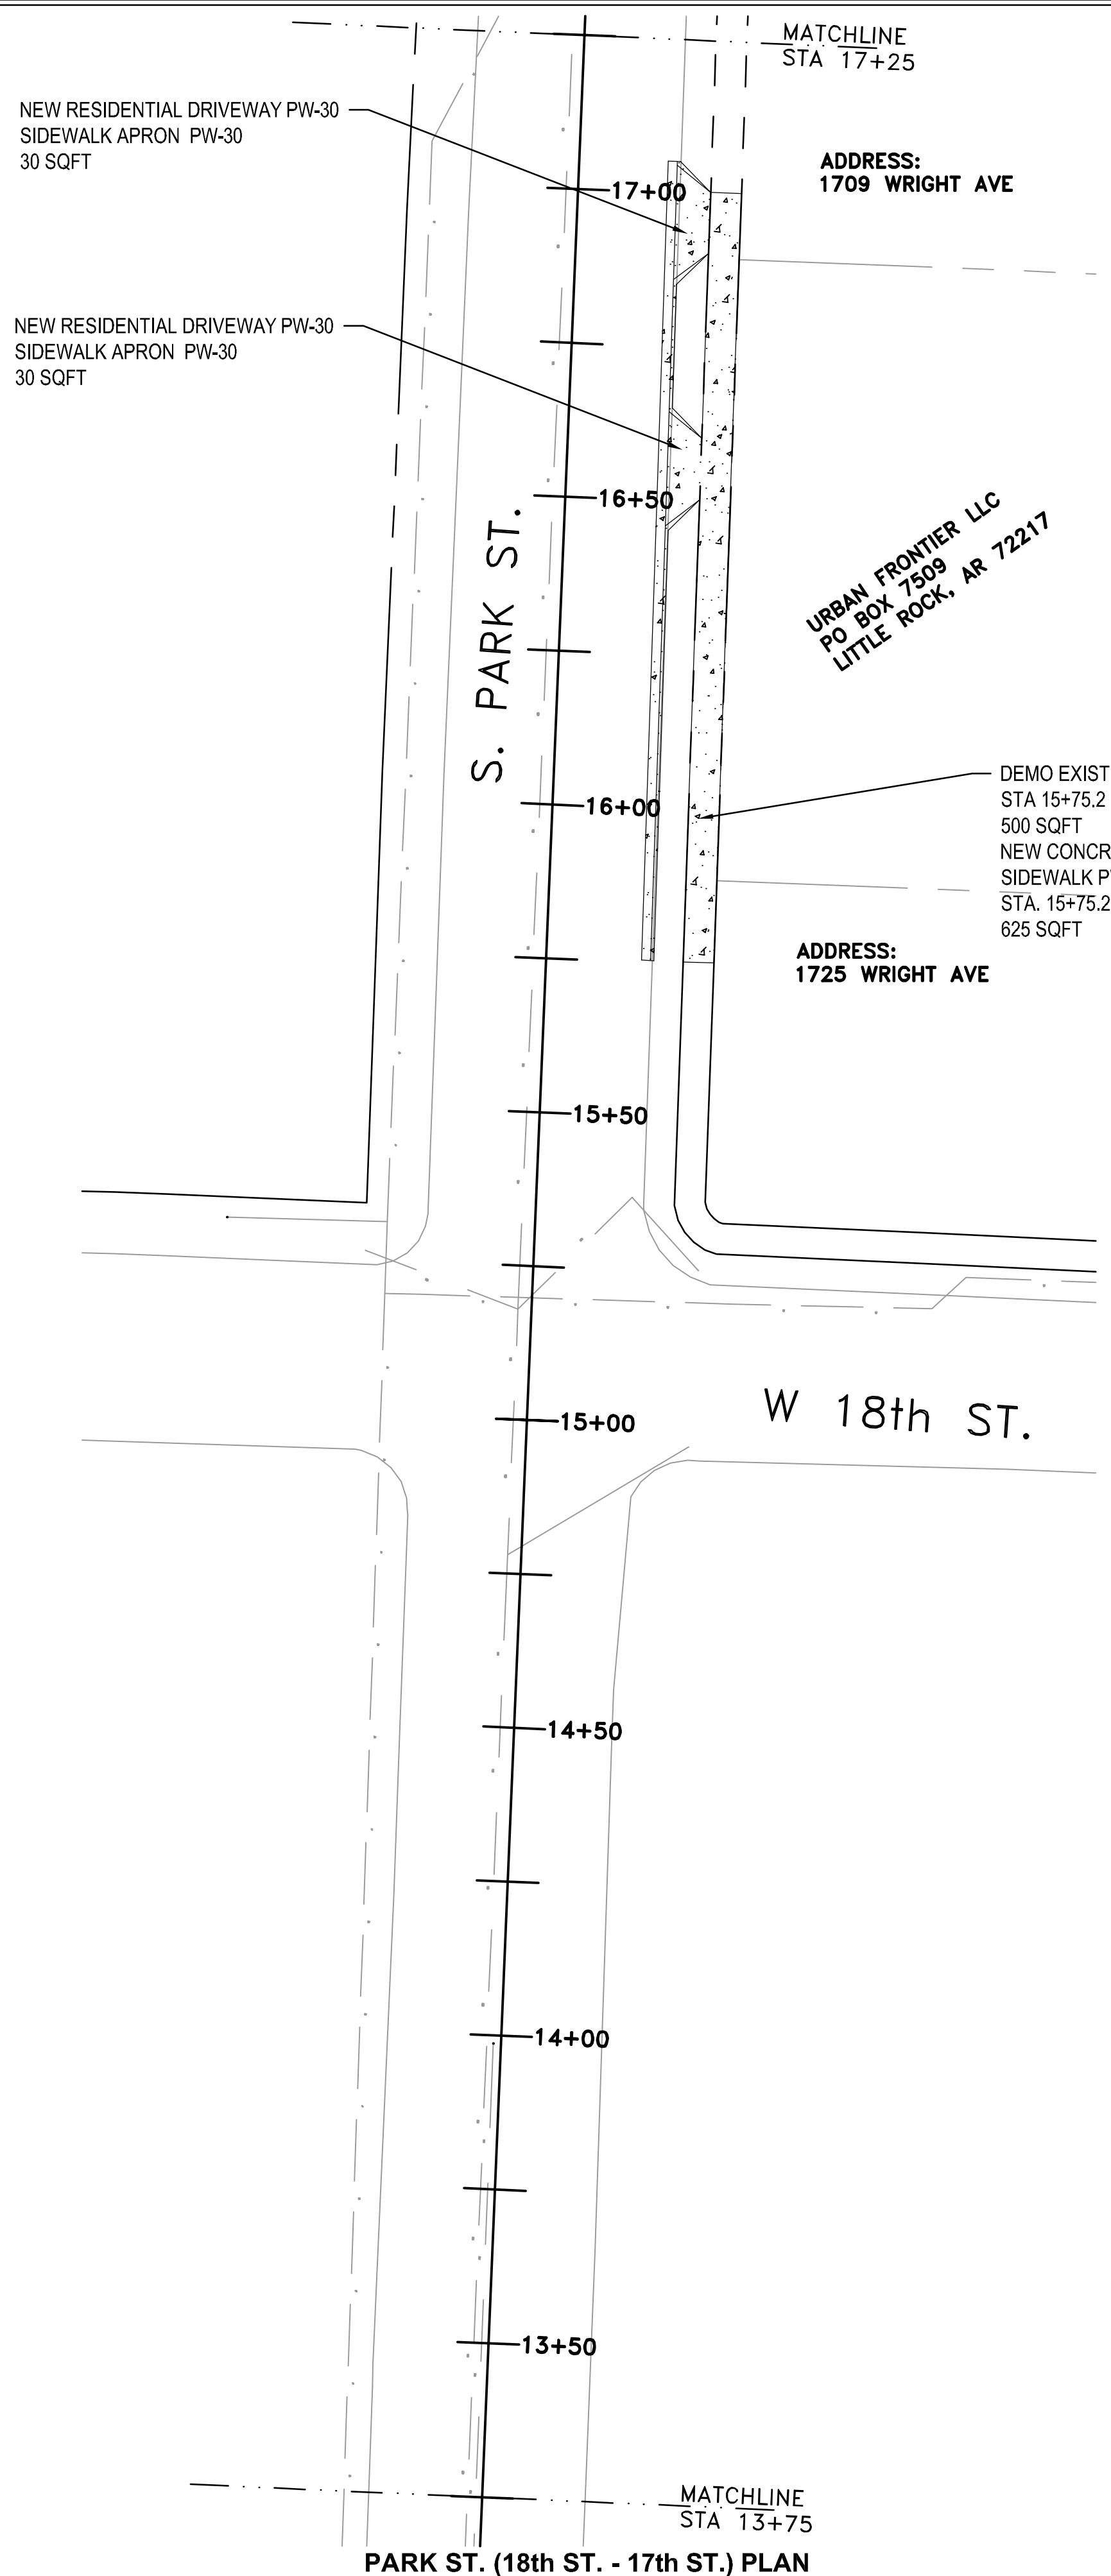 MATCHLINE
STA 17+25
NEW RESIDENTIAL DRIVEWAY PW-30
SIDEWALK APRON PW-30
30 SQFT
ADDRESS:
1709 WRIGHT AVE
17+00
NEW RESIDENTIAL DRIVEWAY PW-30
SIDEWALK APRON PW-30
30 SQFT
16+50
S. PARK ST.
URBAN FRONTIER LLC
PO BOX 7509
LITTLE ROCK, AR 72217
16+00
DEMO EXIST
STA 15+75.2
500 SQFT
NEW CONCR
SIDEWALK P
STA. 15+75.2
625 SQFT
ADDRESS:
1725 WRIGHT AVE
15+50
W 18th ST.
15+00
14+50
14+00
13+50
MATCHLINE
STA 13+75
PARK ST. (18th ST. - 17th ST.) PLAN